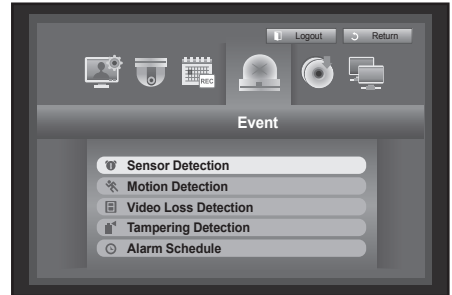 Logout Return
REC
Event
Sensor Detection
Motion Detection
Video Loss Detection
Tampering Detection
Alarm Schedule